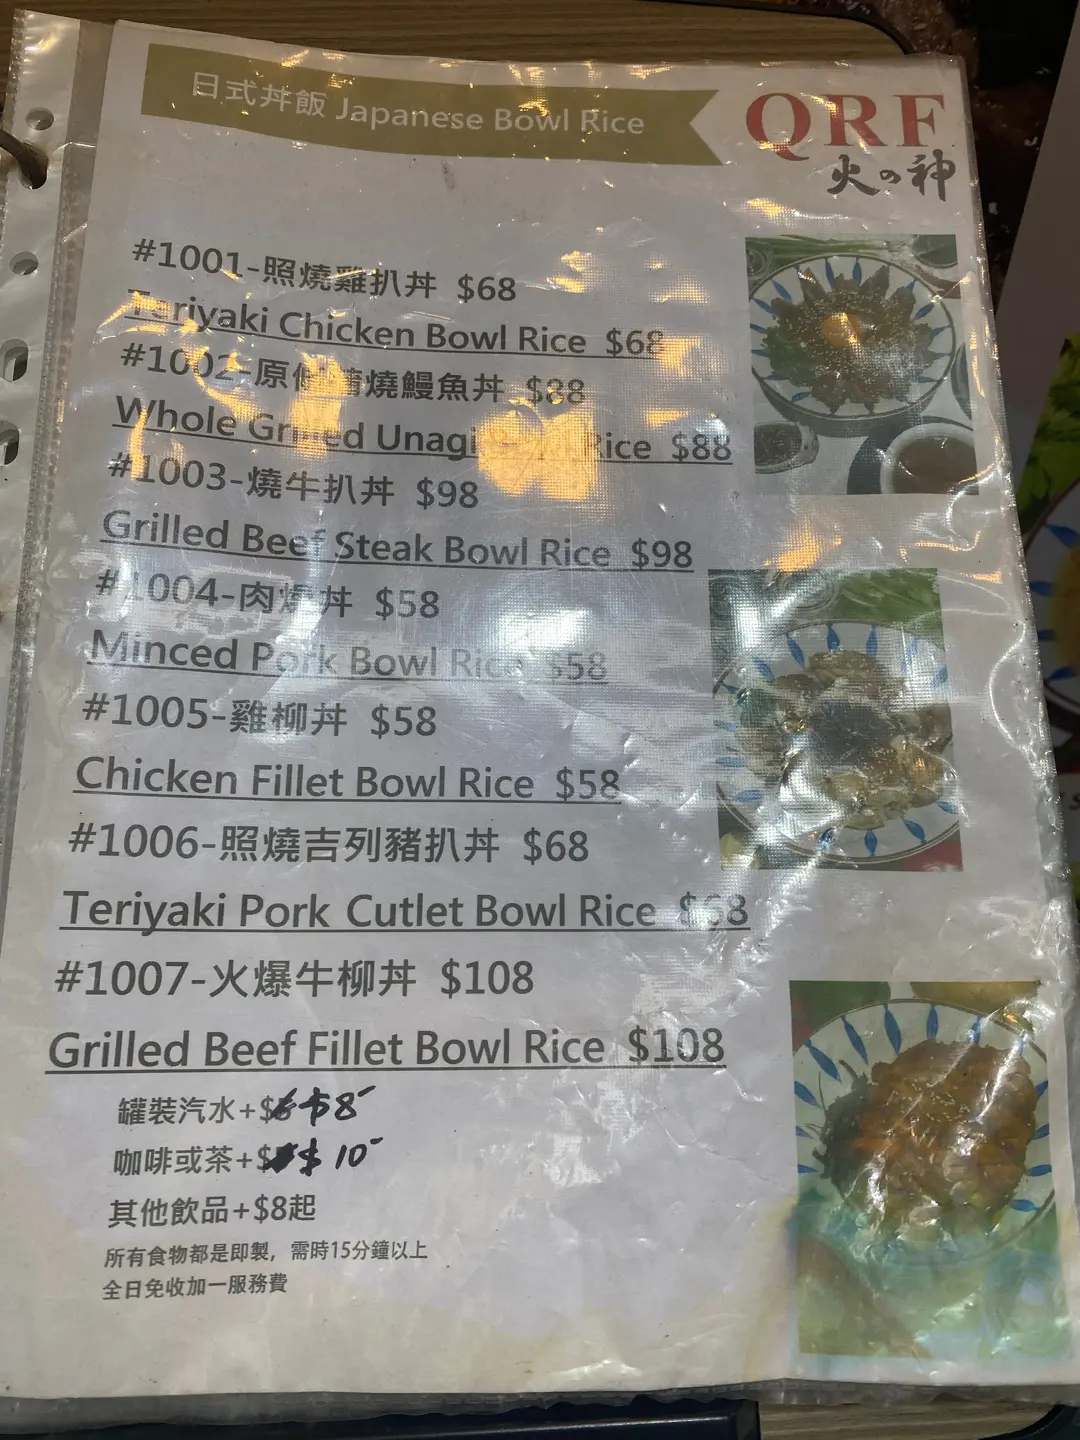 日式丼飯 Japanese Bowl Rice
QRF
火の神
#1001-照燒雞扒丼 $68
Teriyaki Chicken Bowl Rice $68
#1002-原條 燒鰻魚丼 $88
Whole Grilled Unagi Rice $88
#1003-燒牛扒丼 $98
Grilled Beef Steak Bowl Rice $98
#1004-肉燥丼 $58
Minced Pork Bowl Rice $58
#1005-雞柳丼 $58
Chicken Fillet Bowl Rice $58
#1006-照燒吉列豬扒丼 $68
Teriyaki Pork Cutlet Bowl Rice $68
#1007-火爆牛柳丼 $108
Grilled Beef Fillet Bowl Rice $108
罐裝汽水+$6 $8
咖啡或茶+$ $10
其他飲品+$8起
所有食物都是即製，需時15分鐘以上
全日免收加一服務費